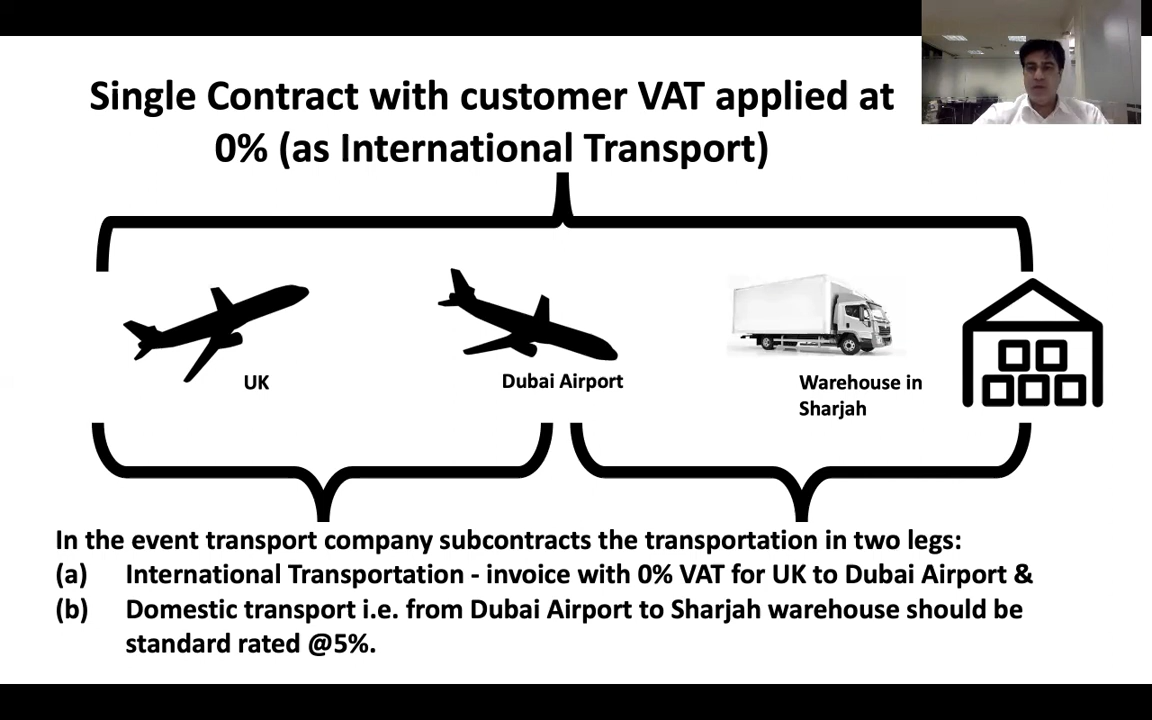 Single Contract with customer VAT applied at
0% (as International Transport)
UK
Dubai Airport
Warehouse in
Sharjah
In the event transport company subcontracts the transportation in two legs:
(a) International Transportation - invoice with 0% VAT for UK to Dubai Airport &
(b) Domestic transport i.e. from Dubai Airport to Sharjah warehouse should be
standard rated @5%.